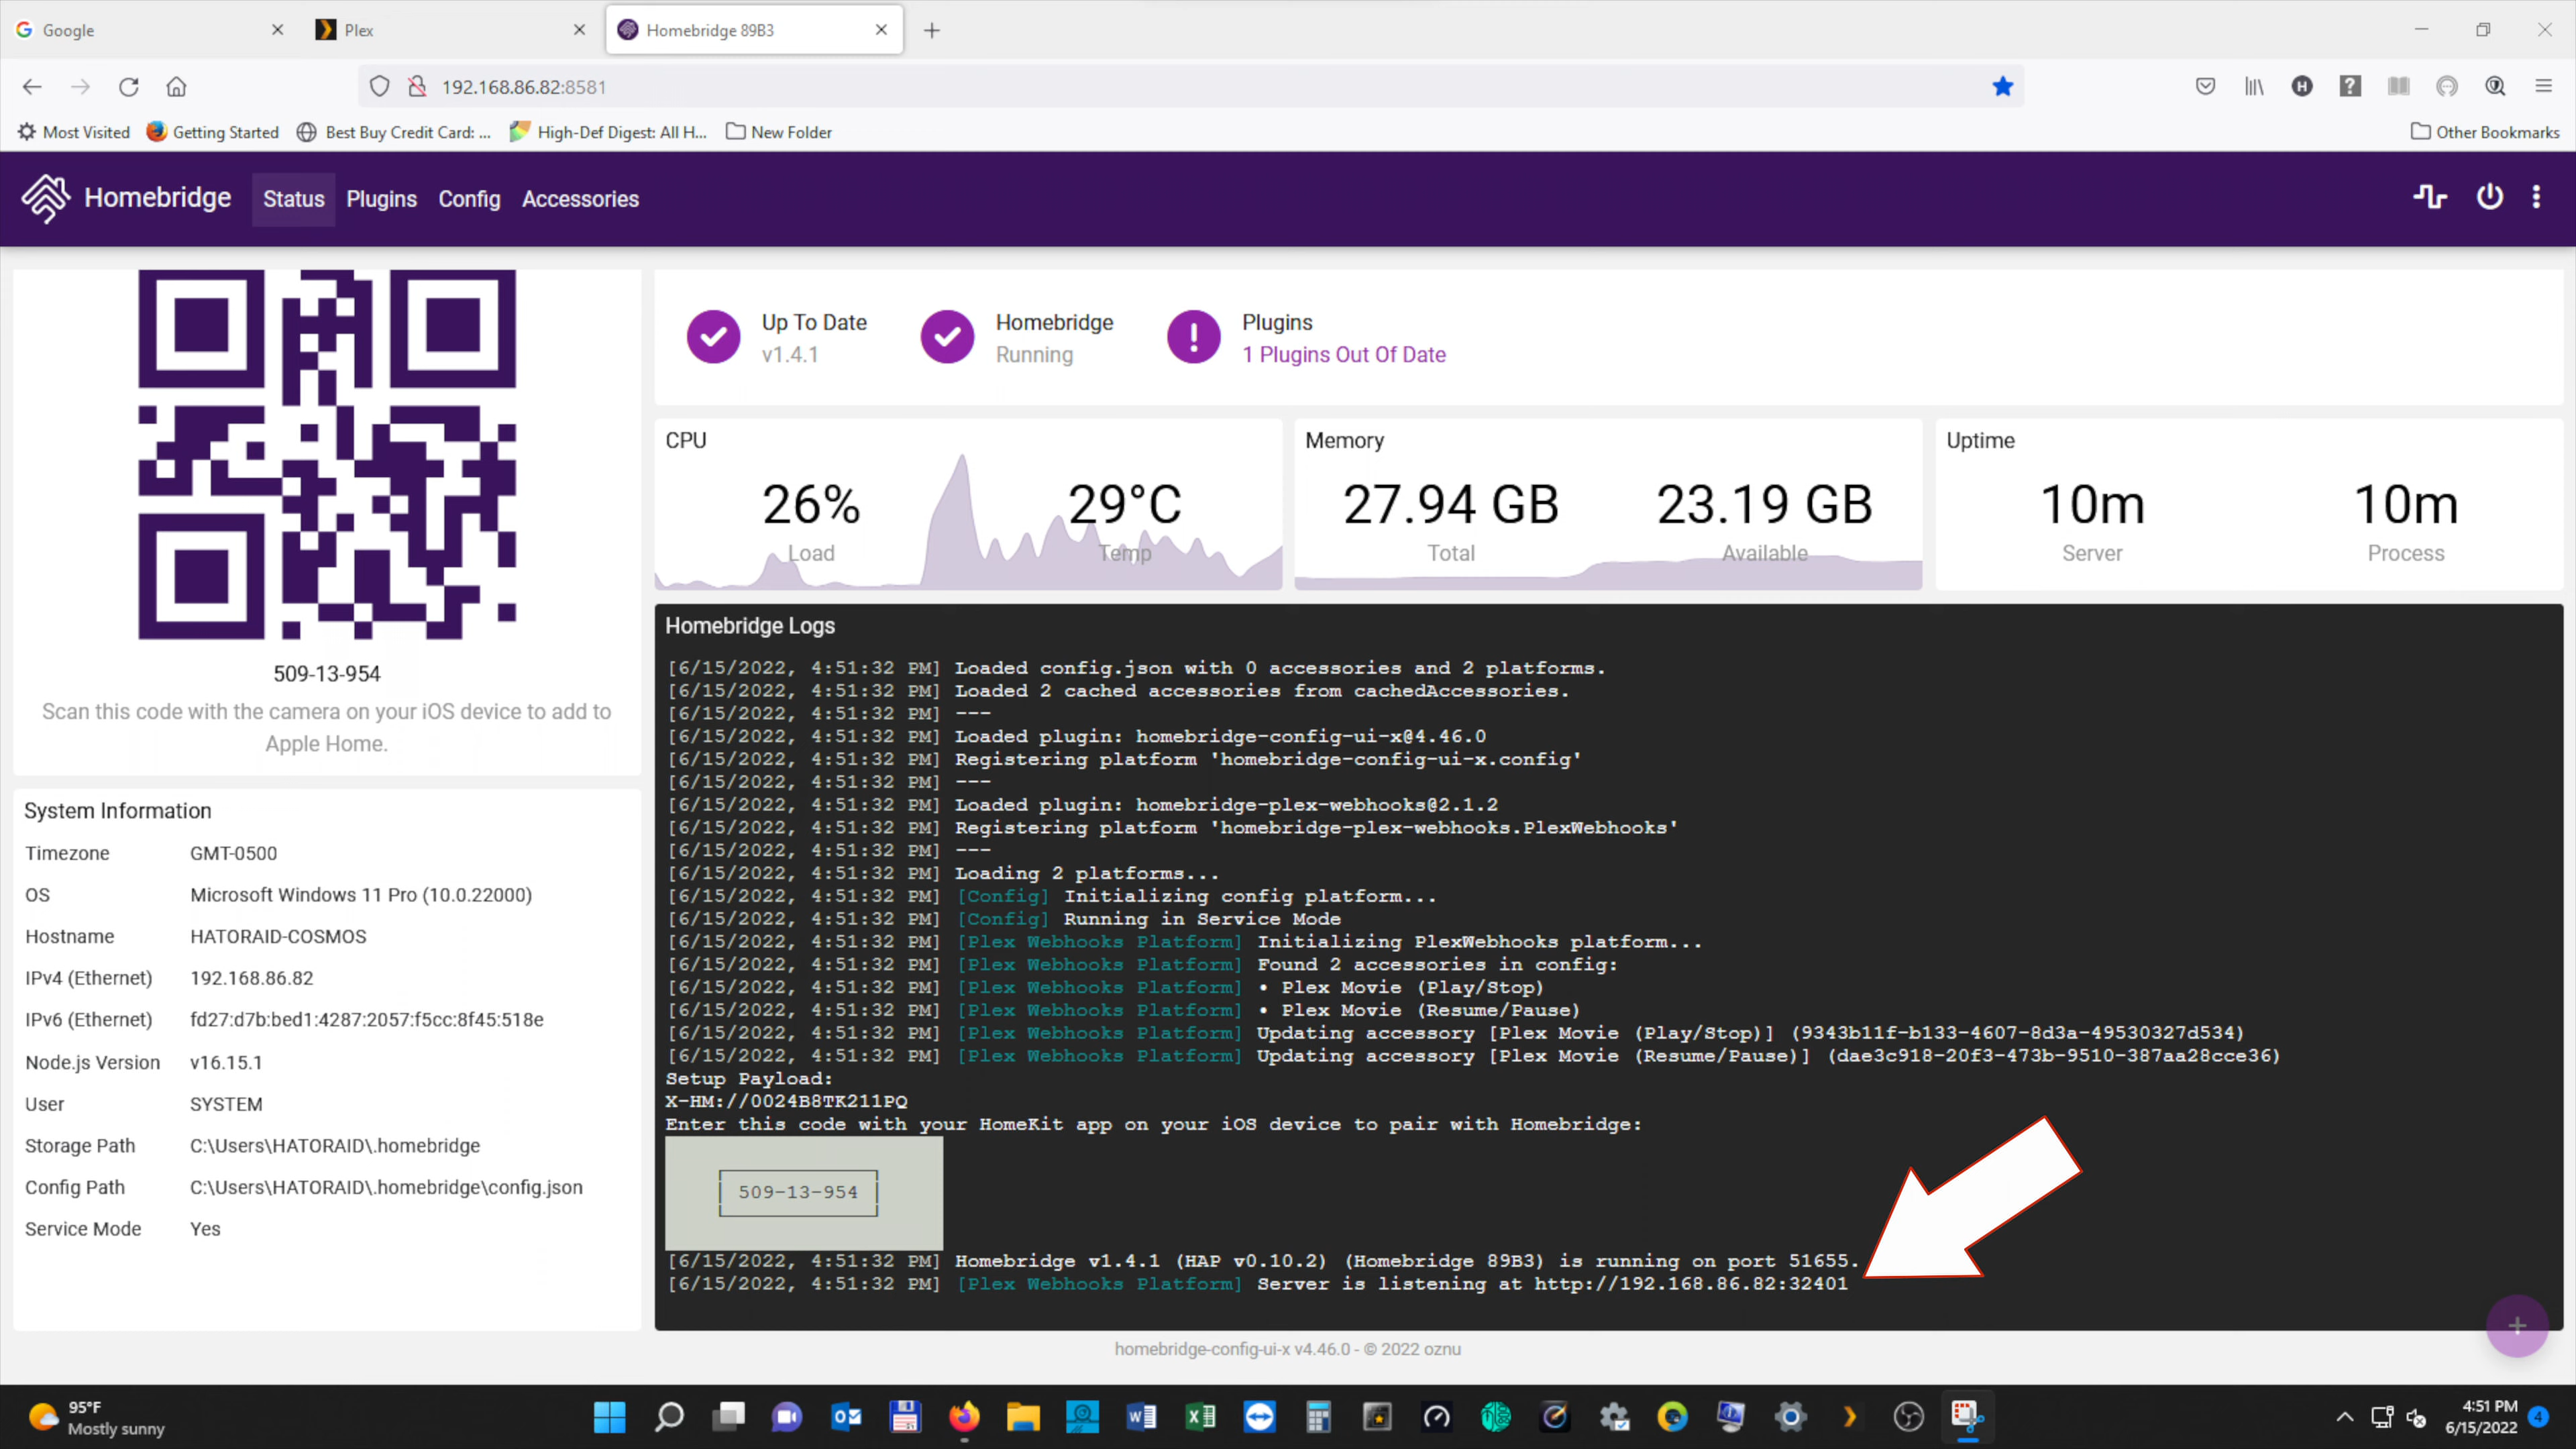 Google
Plex
Homebridge 89B3
192.168.86.82:8581
Most Visited
Getting Started
Best Buy Credit Card: ...
High-Def Digest: All H...
New Folder
Other Bookmarks
Homebridge
Status
Plugins
Config
Accessories
509-13-954
Scan this code with the camera on your iOS device to add to
Apple Home.
Up To Date
v1.4.1
Homebridge
Running
Plugins
1 Plugins Out Of Date
CPU
26%
Load
29°C
Temp
Memory
27.94 GB
Total
23.19 GB
Available
Uptime
10m
Server
10m
Process
System Information
Timezone GMT-0500
OS Microsoft Windows 11 Pro (10.0.22000)
Hostname HATORAID-COSMOS
IPv4 (Ethernet) 192.168.86.82
IPv6 (Ethernet) fd27:d7b:bed1:4287:2057:f5cc:8f45:518e
Node.js Version v16.15.1
User SYSTEM
Storage Path C:\Users\HATORAID\.homebridge
Config Path C:\Users\HATORAID\.homebridge\config.json
Service Mode Yes
Homebridge Logs
[6/15/2022, 4:51:32 PM] Loaded config.json with 0 accessories and 2 platforms.
[6/15/2022, 4:51:32 PM] Loaded 2 cached accessories from cachedAccessories.
[6/15/2022, 4:51:32 PM] ---
[6/15/2022, 4:51:32 PM] Loaded plugin: homebridge-config-ui-x@4.46.0
[6/15/2022, 4:51:32 PM] Registering platform 'homebridge-config-ui-x.config'
[6/15/2022, 4:51:32 PM] ---
[6/15/2022, 4:51:32 PM] Loaded plugin: homebridge-plex-webhooks@2.1.2
[6/15/2022, 4:51:32 PM] Registering platform 'homebridge-plex-webhooks.PlexWebhooks'
[6/15/2022, 4:51:32 PM] ---
[6/15/2022, 4:51:32 PM] Loading 2 platforms...
[6/15/2022, 4:51:32 PM] [Config] Initializing config platform...
[6/15/2022, 4:51:32 PM] [Config] Running in Service Mode
[6/15/2022, 4:51:32 PM] [Plex Webhooks Platform] Initializing PlexWebhooks platform...
[6/15/2022, 4:51:32 PM] [Plex Webhooks Platform] Found 2 accessories in config:
[6/15/2022, 4:51:32 PM] [Plex Webhooks Platform] • Plex Movie (Play/Stop)
[6/15/2022, 4:51:32 PM] [Plex Webhooks Platform] • Plex Movie (Resume/Pause)
[6/15/2022, 4:51:32 PM] [Plex Webhooks Platform] Updating accessory [Plex Movie (Play/Stop)] (9343b11f-b133-4607-8d3a-49530327d534)
[6/15/2022, 4:51:32 PM] [Plex Webhooks Platform] Updating accessory [Plex Movie (Resume/Pause)] (dae3c918-20f3-473b-9510-387aa28cce36)
Setup Payload:
X-HM://0024B8TK211PQ
Enter this code with your HomeKit app on your iOS device to pair with Homebridge:
509-13-954
[6/15/2022, 4:51:32 PM] Homebridge v1.4.1 (HAP v0.10.2) (Homebridge 89B3) is running on port 51655.
[6/15/2022, 4:51:32 PM] [Plex Webhooks Platform] Server is listening at http://192.168.86.82:32401
homebridge-config-ui-x v4.46.0 - © 2022 oznu
95°F
Mostly sunny
4:51 PM
6/15/2022
4